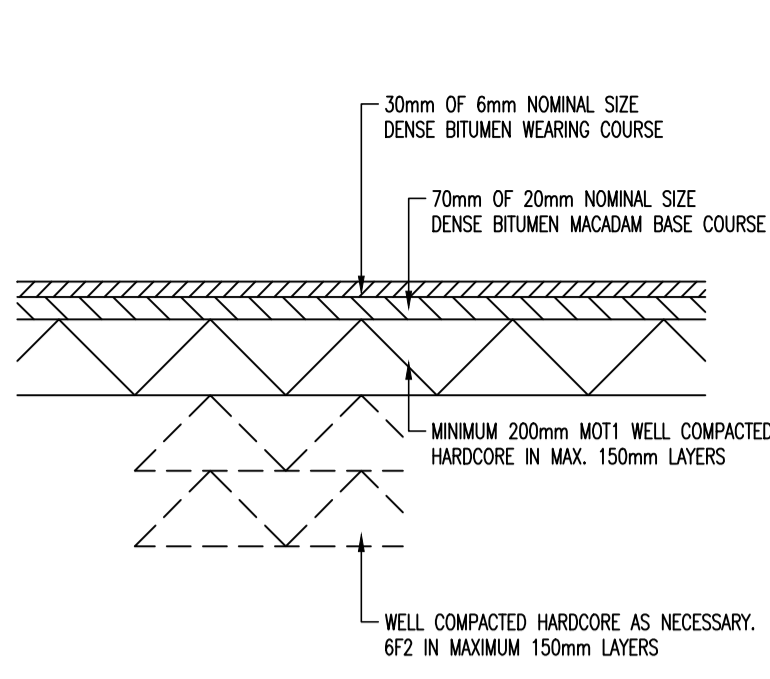 30mm OF 6mm NOMINAL SIZE
DENSE BITUMEN WEARING COURSE
70mm OF 20mm NOMINAL SIZE
DENSE BITUMEN MACADAM BASE COURSE
MINIMUM 200mm MOT1 WELL COMPACTED
HARDCORE IN MAX. 150mm LAYERS
WELL COMPACTED HARDCORE AS NECESSARY.
6F2 IN MAXIMUM 150mm LAYERS